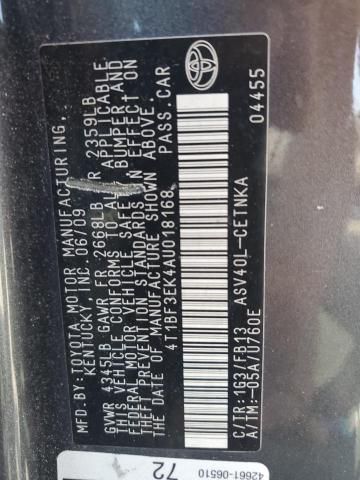 MFD.BY:TOYOTA MOTOR MANUFACTURING,
KENTUCKY, INC 06/09
GVWR 4345LB GAWR FR 2668LB R 2359LB
THIS VEHICLE CONFORMS TO ALL APPLICABLE
FEDERAL MOTOR VEHICLE SAFE BUMPER AND
THEFT PREVENTION STANDARDS IN EFFECT ON
THE DATE OF MANUFACTURE SHOWN ABOVE.
4T1BF3EK4AU018168 PASS.CAR
C/TR:1G3/FB13 ASV40L-CETNKA
A/TM:-05A/U760E 04455
TOYOTA
42661-06510
72